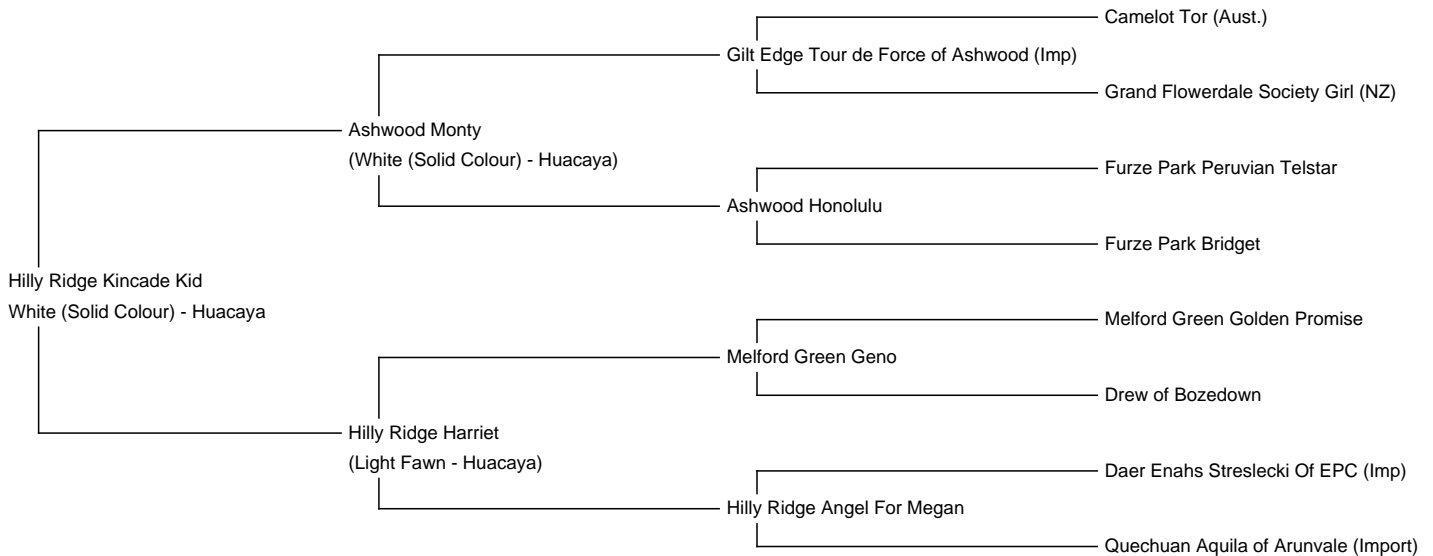 Camelot Tor (Aust.)
Gilt Edge Tour de Force of Ashwood (Imp)
Grand Flowerdale Society Girl (NZ)
Ashwood Monty
(White (Solid Colour) - Huacaya)
Furze Park Peruvian Telstar
Ashwood Honolulu
Furze Park Bridget
Hilly Ridge Kincade Kid
White (Solid Colour) - Huacaya
Melford Green Golden Promise
Melford Green Geno
Drew of Bozedown
Hilly Ridge Harriet
(Light Fawn - Huacaya)
Daer Enahs Streslecki Of EPC (Imp)
Hilly Ridge Angel For Megan
Quechuan Aquila of Arunvale (Import)